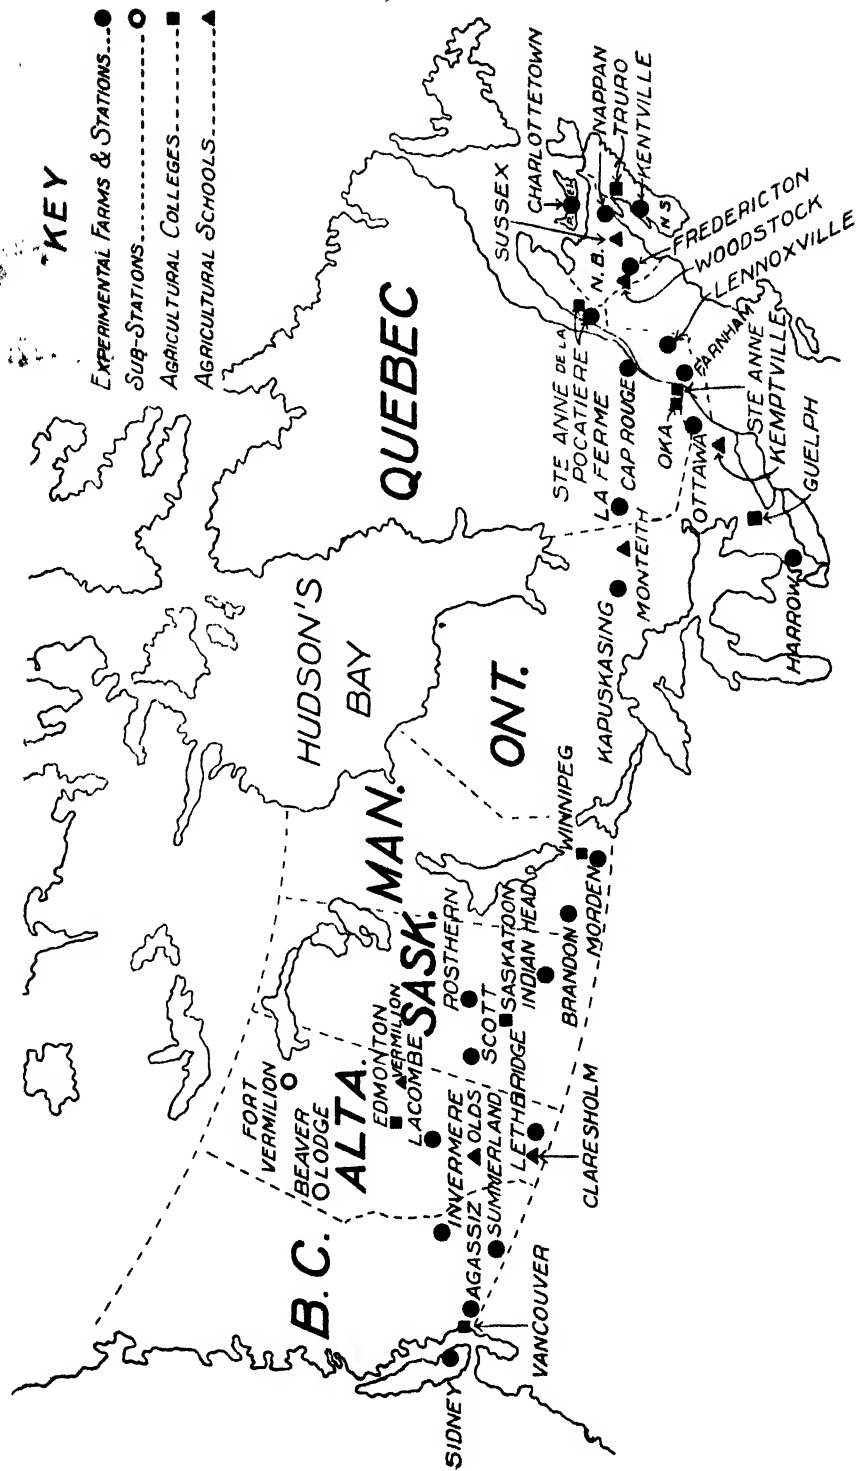 KEY
EXPERIMENTAL FARMS & STATIONS...
SUB-STATIONS
AGRICULTURAL COLLEGES
AGRICULTURAL SCHOOLS
HUDSON'S
BAY
QUEBEC
ONT.
MAN.
SASK.
ALTA.
B.C.
FORT
VERMILION
BEAVER
LODGE
EDMONTON
VERMILION
LACOMBE
INVERMERE
OLDS
AGASSIZ
SUMMERLAND
LETHBRIDGE
CLARESHOLM
SIDNEY
VANCOUVER
ROSTHERN
SCOTT
SASKATOON
INDIAN HEAD
BRANDON
MORDEN
WINNIPEG
KAPUSKASING
MONTEITH
LA FERME
CAP ROUGE
STE ANNE DE LA
POCATIERE
OKA
OTTAWA
HARROW
GUELPH
KEMPTVILLE
STE ANNE
FARNHAM
LENNOXVILLE
WOODSTOCK
FREDERICTON
N.B.
SUSSEX
CHARLOTTETOWN
NAPPAN
TRURO
KENTVILLE
N S